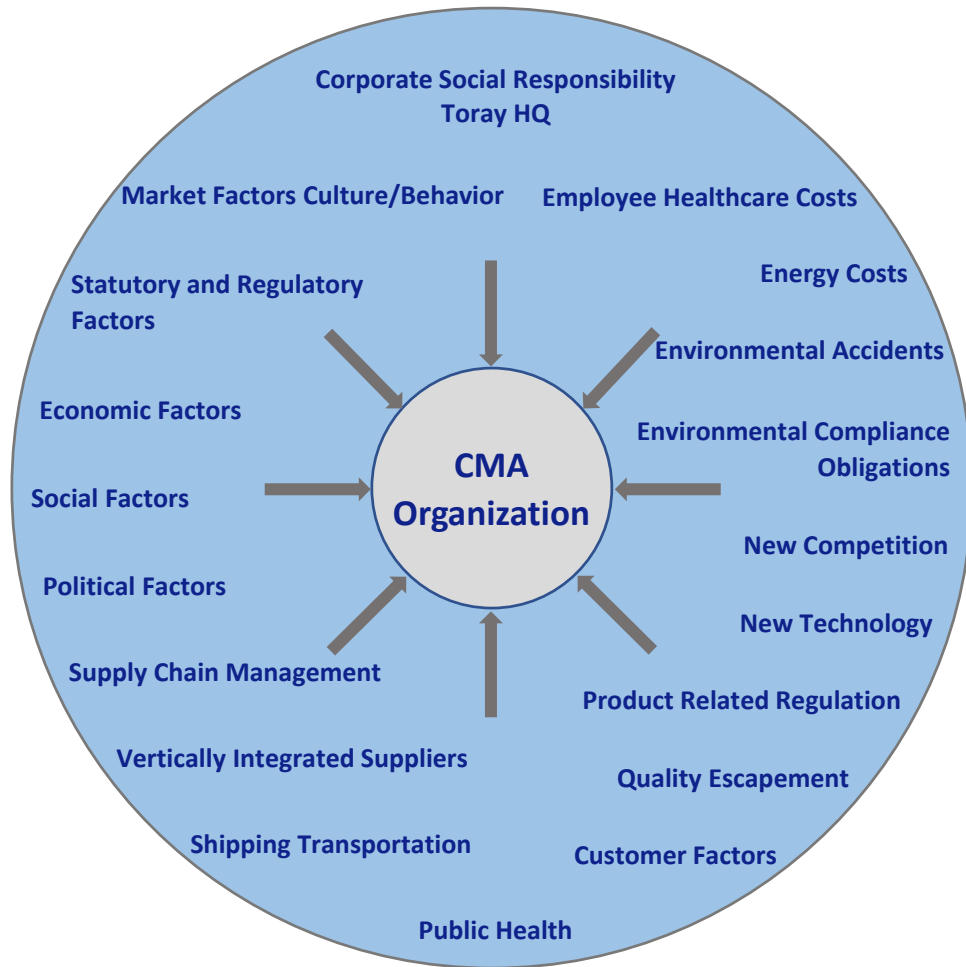 Corporate Social Responsibility
Toray HQ
Market Factors Culture/Behavior
Employee Healthcare Costs
Energy Costs
Statutory and Regulatory
Factors
Environmental Accidents
Economic Factors
Environmental Compliance
Obligations
CMA
Organization
Social Factors
New Competition
Political Factors
New Technology
Supply Chain Management
Product Related Regulation
Vertically Integrated Suppliers
Quality Escapement
Shipping Transportation
Customer Factors
Public Health